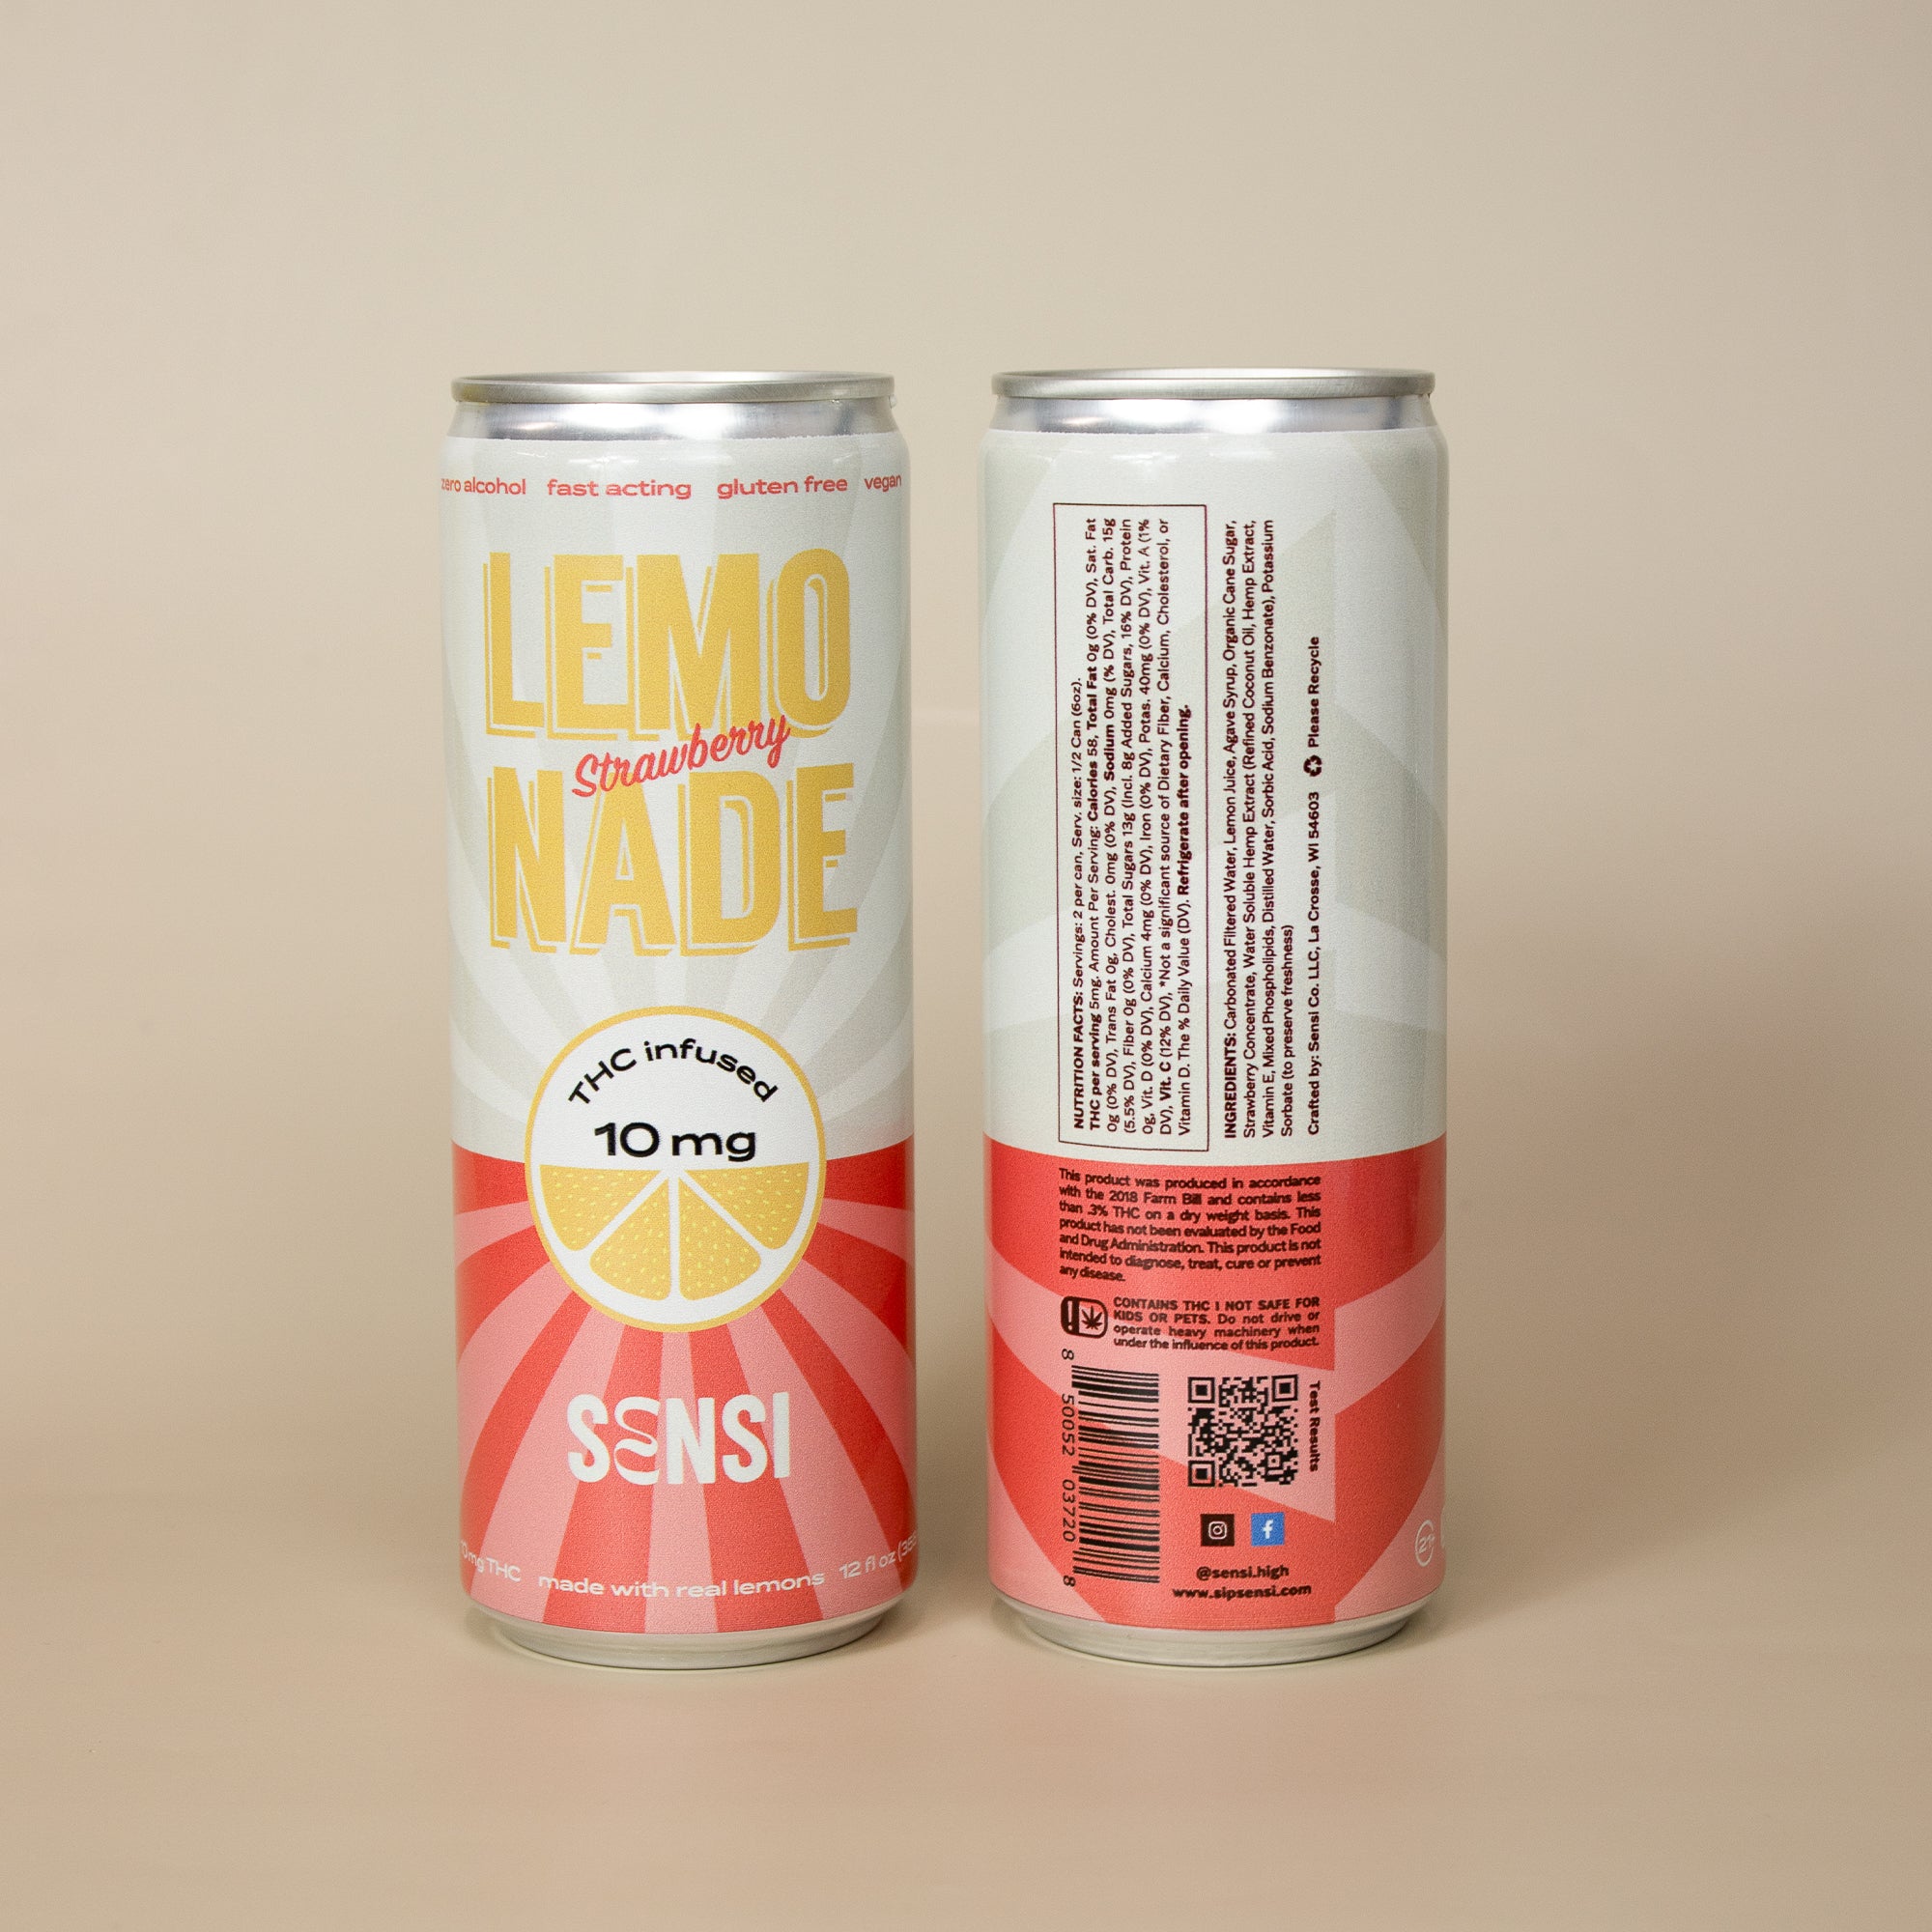 zero alcohol fast acting gluten free vegan
LEMO
Strawberry
NADE
THC infused
10 mg
SENSI
10mg THC made with real lemons 12 fl oz
NUTRITION FACTS: Servings: 2 per can, Serv. size: 1/2 Can (6oz).
THC per serving 5mg. Amount Per Serving: Calories 58, Total Fat 0g (0% DV), Sat. Fat
0g (0% DV), Trans Fat 0g, Cholest. 0mg (0% DV), Sodium 0mg (% DV), Total Carb. 15g
(5.5% DV), Fiber 0g (0% DV), Total Sugars 13g (Incl. 8g Added Sugars, 16% DV), Protein
0g, Vit. D (0% DV), Calcium 4mg (0% DV), Iron (0% DV), Potas. 40mg (0% DV), Vit. A (1%
DV), Vit. C (12% DV), *Not a significant source of Dietary Fiber, Calcium, Cholesterol, or
Vitamin D. The % Daily Value (DV). Refrigerate after opening.
INGREDIENTS: Carbonated Filtered Water, Lemon Juice, Agave Syrup, Organic Cane Sugar,
Strawberry Concentrate, Water Soluble Hemp Extract (Refined Coconut Oil, Hemp Extract,
Vitamin E, Mixed Phospholipids, Distilled Water, Sorbic Acid, Sodium Benzonate), Potassium
Sorbate (to preserve freshness)
Crafted by: Sensi Co. LLC, La Crosse, WI 54603 Please Recycle
This product was produced in accordance
with the 2018 Farm Bill and contains less
than .3% THC on a dry weight basis. This
product has not been evaluated by the Food
and Drug Administration. This product is not
intended to diagnose, treat, cure or prevent
any disease.
CONTAINS THC I NOT SAFE FOR
KIDS OR PETS. Do not drive or
operate heavy machinery when
under the influence of this product.
8 50052 03720 8
Test Results
@sensi.high
www.sipsensi.com
21+